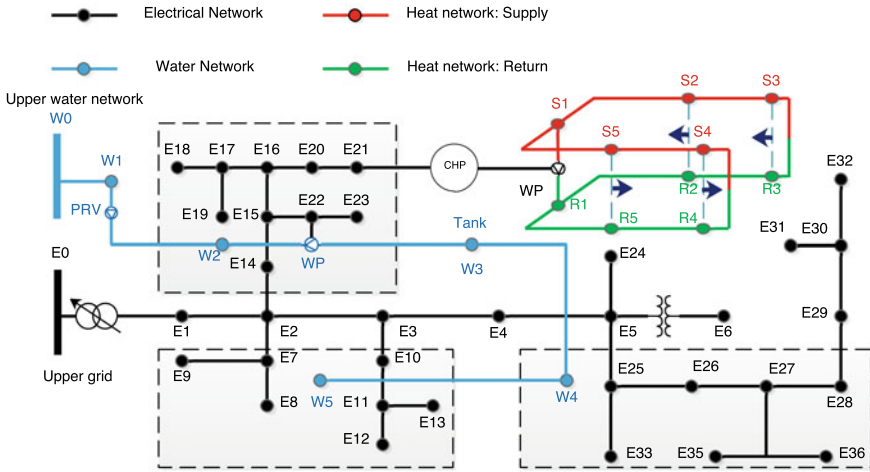 Electrical Network
Heat network: Supply
Water Network
Heat network: Return
Upper water network
W0
S2
S3
S1
E18
E17
E16
E20
E21
CHP
S5
S4
W1
E32
WP
R2
R3
PRV
E19
E15
E22
E23
R1
R5
R4
Tank
E31
E30
E0
W2
WP
W3
E14
E24
E29
E1
E2
E3
E4
E5
E6
Upper grid
E9
E7
E10
E25
E26
E27
E8
W5
E11
W4
E28
E13
E12
E33
E35
E36